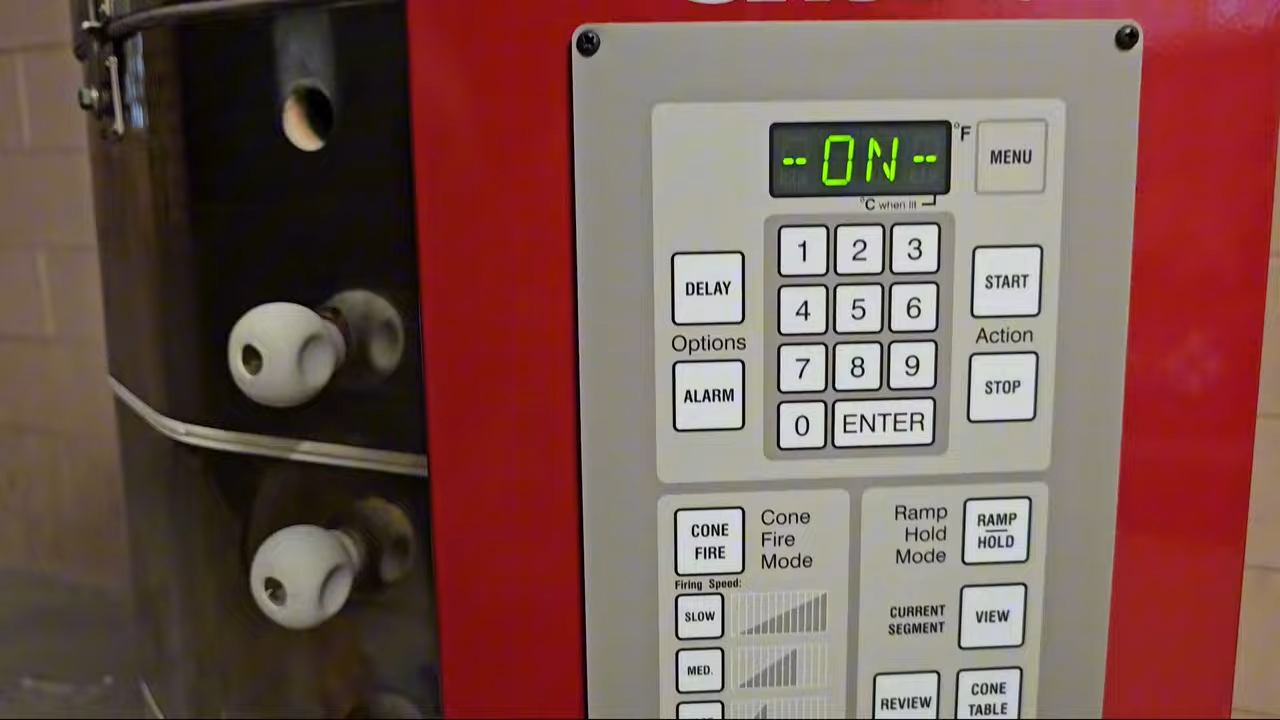 -ON-
°F
MENU
°C when lit
1 2 3
DELAY
START
4 5 6
Options
Action
7 8 9
ALARM
STOP
0 ENTER
CONE
FIRE
Cone
Fire
Mode
Ramp
Hold
Mode
RAMP
HOLD
Firing Speed:
SLOW
CURRENT
SEGMENT
VIEW
MED.
REVIEW
CONE
TABLE